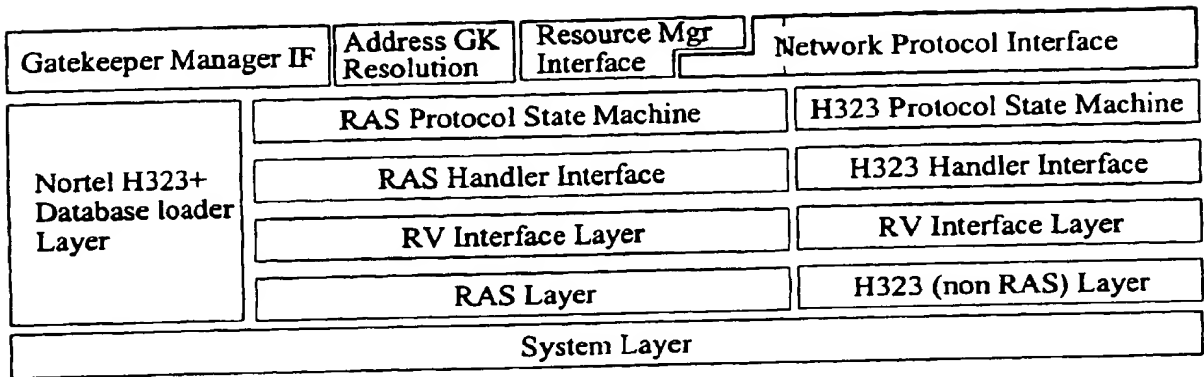 Gatekeeper Manager IF
Address GK
Resolution
Resource Mgr
Interface
Network Protocol Interface
Nortel H323+
Database loader
Layer
RAS Protocol State Machine
H323 Protocol State Machine
RAS Handler Interface
H323 Handler Interface
RV Interface Layer
RV Interface Layer
RAS Layer
H323 (non RAS) Layer
System Layer